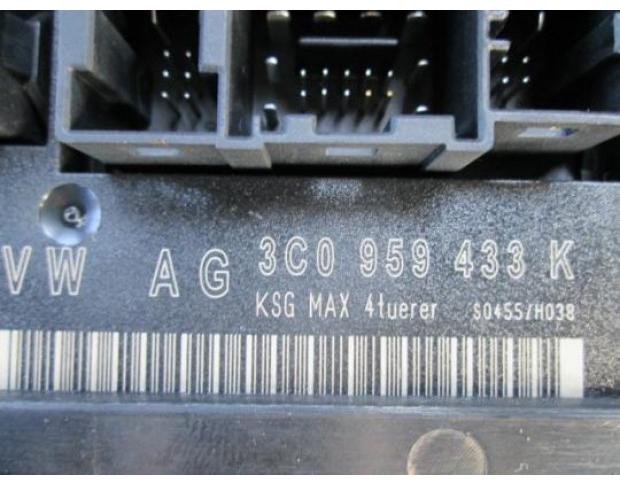 VW AG 3C0 959 433 K
KSG MAX 4tuerer S0455/H038